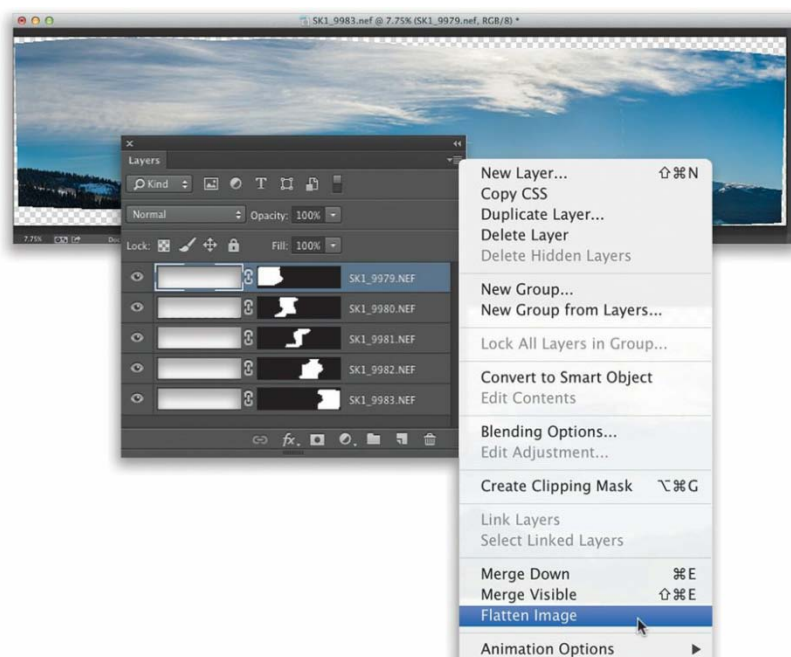 SK1_9983.nef @ 7.75% (SK1_9979.nef, RGB/8) *
Layers
Kind
Normal Opacity: 100%
Lock: Fill: 100%
SK1_9979.NEF
SK1_9980.NEF
SK1_9981.NEF
SK1_9982.NEF
SK1_9983.NEF
fx.
7.75% Doc
New Layer... ⇧⌘N
Copy CSS
Duplicate Layer...
Delete Layer
Delete Hidden Layers
New Group...
New Group from Layers...
Lock All Layers in Group...
Convert to Smart Object
Edit Contents
Blending Options...
Edit Adjustment...
Create Clipping Mask ⌥⌘G
Link Layers
Select Linked Layers
Merge Down ⌘E
Merge Visible ⇧⌘E
Flatten Image
Animation Options